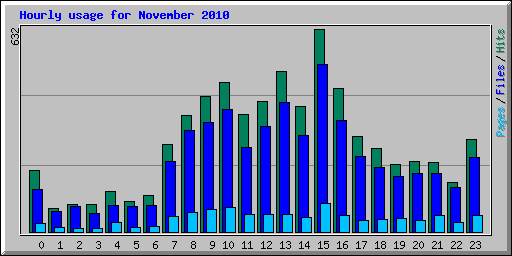 Hourly usage for November 2010
632
Pages/Files/Hits
0 1 2 3 4 5 6 7 8 9 10 11 12 13 14 15 16 17 18 19 20 21 22 23